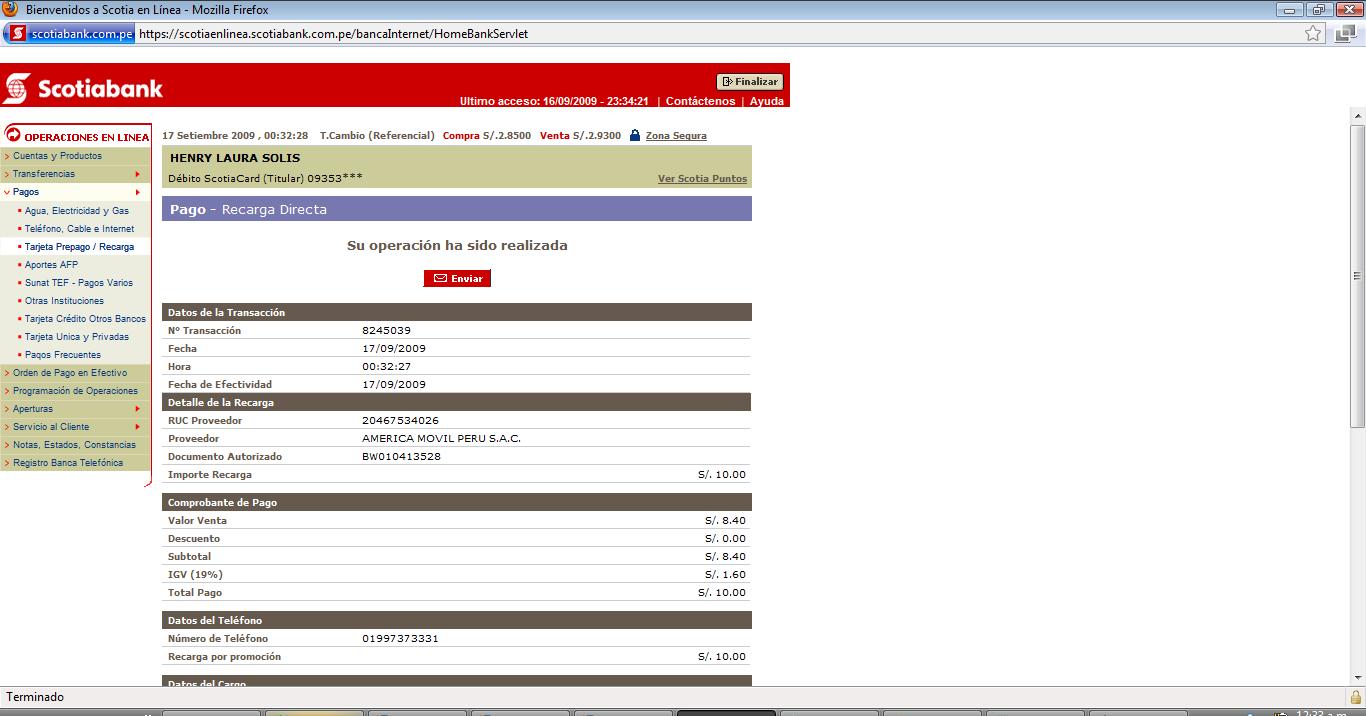 Bienvenidos a Scotia en Línea - Mozilla Firefox
scotiabank.com.pe https://scotiaenlinea.scotiabank.com.pe/bancaInternet/HomeBankServlet
Scotiabank
Finalizar
Ultimo acceso: 16/09/2009 - 23:34:21 | Contáctenos | Ayuda
OPERACIONES EN LINEA
Cuentas y Productos
Transferencias
Pagos
Agua, Electricidad y Gas
Teléfono, Cable e Internet
Tarjeta Prepago / Recarga
Aportes AFP
Sunat TEF - Pagos Varios
Otras Instituciones
Tarjeta Crédito Otros Bancos
Tarjeta Unica y Privadas
Pagos Frecuentes
Orden de Pago en Efectivo
Programación de Operaciones
Aperturas
Servicio al Cliente
Notas, Estados, Constancias
Registro Banca Telefónica
17 Setiembre 2009 , 00:32:28 T.Cambio (Referencial) Compra S/.2.8500 Venta S/.2.9300 Zona Segura
HENRY LAURA SOLIS
Débito ScotiaCard (Titular) 09353*** Ver Scotia Puntos
Pago - Recarga Directa
Su operación ha sido realizada
Enviar
Datos de la Transacción
Nº Transacción 8245039
Fecha 17/09/2009
Hora 00:32:27
Fecha de Efectividad 17/09/2009
Detalle de la Recarga
RUC Proveedor 20467534026
Proveedor AMERICA MOVIL PERU S.A.C.
Documento Autorizado BW010413528
Importe Recarga S/. 10.00
Comprobante de Pago
Valor Venta S/. 8.40
Descuento S/. 0.00
Subtotal S/. 8.40
IGV (19%) S/. 1.60
Total Pago S/. 10.00
Datos del Teléfono
Número de Teléfono 01997373331
Recarga por promoción S/. 10.00
Datos del Cargo
Terminado
12:33 a.m.